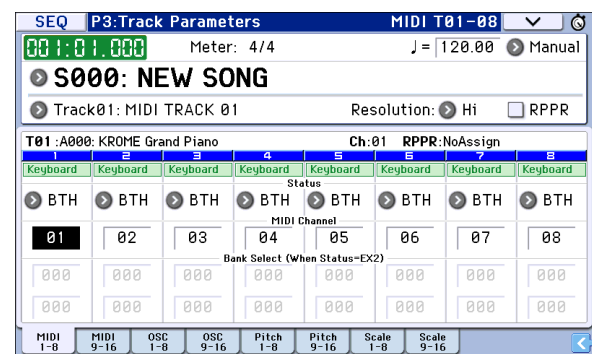 SEQ P3:Track Parameters MIDI T01-08
001:01.000 Meter: 4/4 ♩= 120.00 Manual
S000: NEW SONG
Track01: MIDI TRACK 01 Resolution: Hi RPPR
T01 :A000: KROME Grand Piano Ch:01 RPPR:NoAssign
1 2 3 4 5 6 7 8
Keyboard Keyboard Keyboard Keyboard Keyboard Keyboard Keyboard Keyboard
Status
BTH BTH BTH BTH BTH BTH BTH BTH
MIDI Channel
01 02 03 04 05 06 07 08
Bank Select (When Status=EX2)
000 000 000 000 000 000 000 000
000 000 000 000 000 000 000 000
MIDI 1-8 MIDI 9-16 OSC 1-8 OSC 9-16 Pitch 1-8 Pitch 9-16 Scale 1-8 Scale 9-16